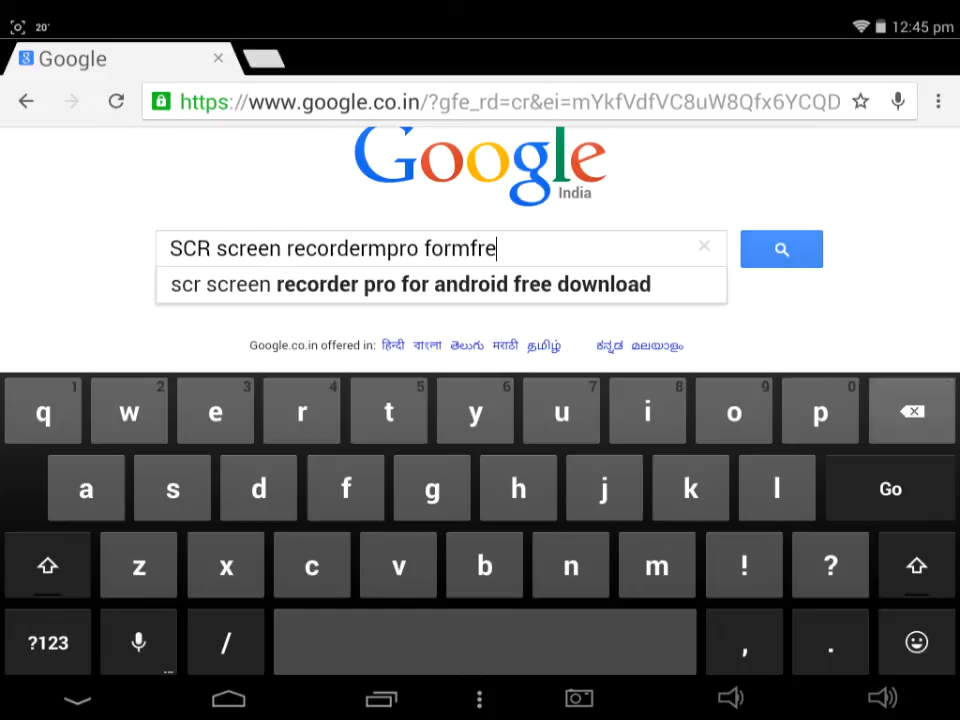 20°
12:45 pm
Google
https://www.google.co.in/?gfe_rd=cr&ei=mYkfVdfVC8uW8Qfx6YCQD
Google
India
SCR screen recordermpro formfre
scr screen recorder pro for android free download
Google.co.in offered in: हिन्दी বাংলা తెలుగు मराठी தமிழ் ಕನ್ನಡ മലയാളം
q 1 w 2 e 3 r 4 t 5 y 6 u 7 i 8 o 9 p 0
a s d f g h j k l Go
z x c v b n m ! ?
?123 / , .